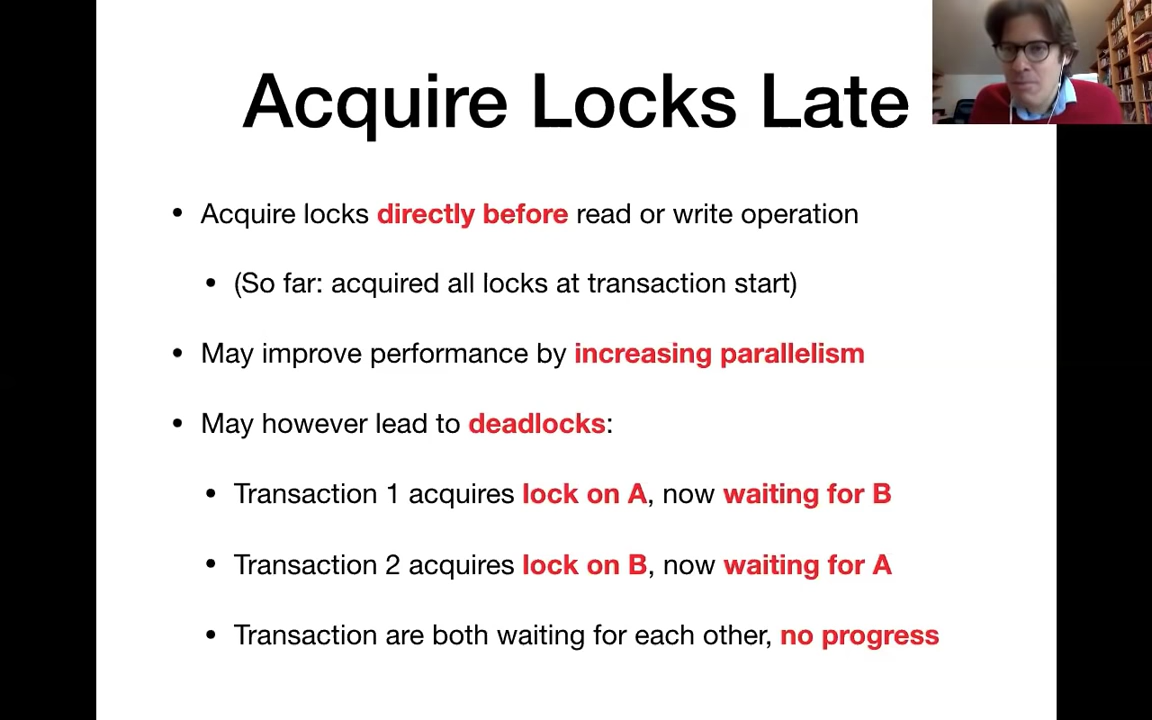 Acquire Locks Late
• Acquire locks directly before read or write operation
• (So far: acquired all locks at transaction start)
• May improve performance by increasing parallelism
• May however lead to deadlocks:
• Transaction 1 acquires lock on A, now waiting for B
• Transaction 2 acquires lock on B, now waiting for A
• Transaction are both waiting for each other, no progress